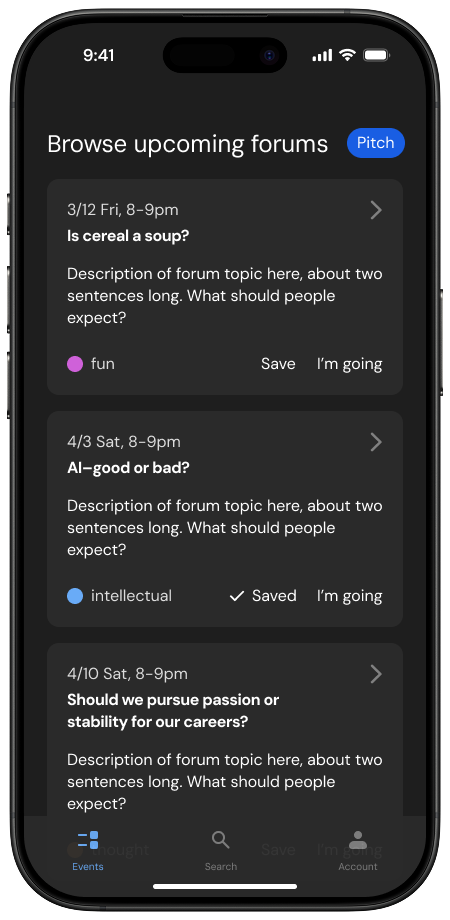 9:41
Browse upcoming forums
Pitch
3/12 Fri, 8-9pm
Is cereal a soup?
Description of forum topic here, about two
sentences long. What should people
expect?
fun
Save
I'm going
4/3 Sat, 8-9pm
AI–good or bad?
Description of forum topic here, about two
sentences long. What should people
expect?
intellectual
Saved
I'm going
4/10 Sat, 8-9pm
Should we pursue passion or
stability for our careers?
Description of forum topic here, about two
sentences long. What should people
expect?
Save
I'm going
Events
Search
Account